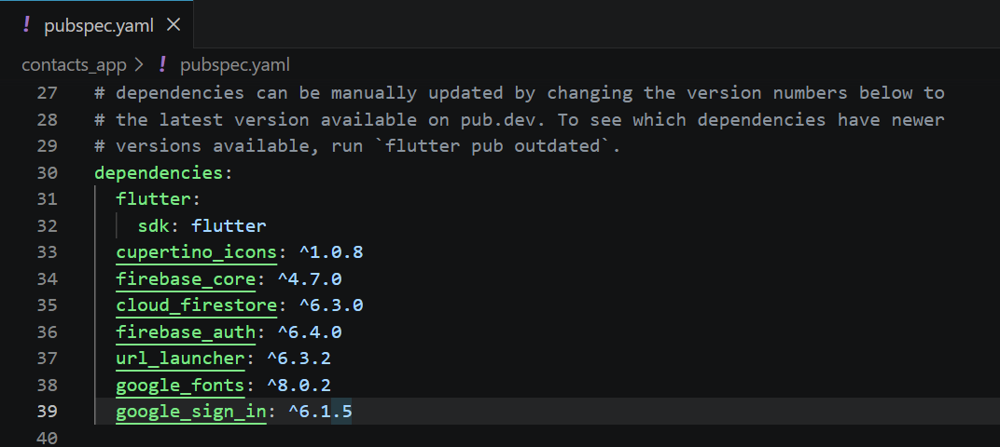 ! pubspec.yaml ×
contacts_app > ! pubspec.yaml
27 # dependencies can be manually updated by changing the version numbers below to
28 # the latest version available on pub.dev. To see which dependencies have newer
29 # versions available, run `flutter pub outdated`.
30 dependencies:
31 flutter:
32 sdk: flutter
33 cupertino_icons: ^1.0.8
34 firebase_core: ^4.7.0
35 cloud_firestore: ^6.3.0
36 firebase_auth: ^6.4.0
37 url_launcher: ^6.3.2
38 google_fonts: ^8.0.2
39 google_sign_in: ^6.1.5
40